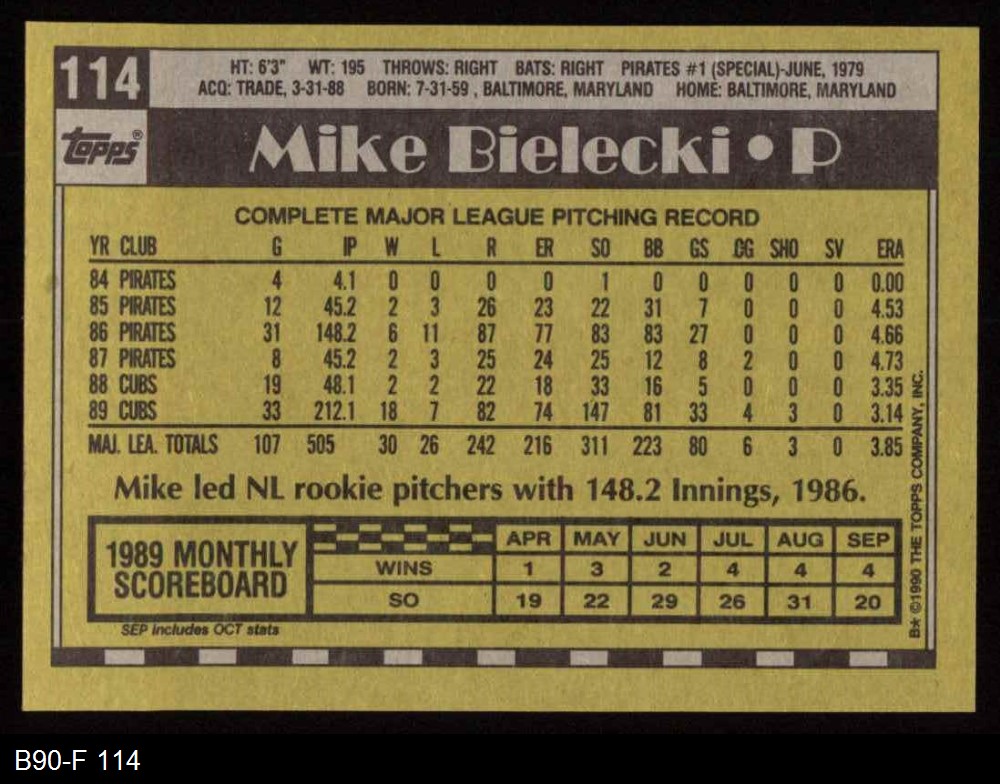 114
HT: 6'3" WT: 195 THROWS: RIGHT BATS: RIGHT PIRATES #1 (SPECIAL)-JUNE, 1979
ACQ: TRADE, 3-31-88 BORN: 7-31-59 , BALTIMORE, MARYLAND HOME: BALTIMORE, MARYLAND
topps®
Mike Bielecki • P
COMPLETE MAJOR LEAGUE PITCHING RECORD
YR CLUB G IP W L R ER SO BB GS CG SHO SV ERA
84 PIRATES 4 4.1 0 0 0 0 1 0 0 0 0 0 0.00
85 PIRATES 12 45.2 2 3 26 23 22 31 7 0 0 0 4.53
86 PIRATES 31 148.2 6 11 87 77 83 83 27 0 0 0 4.66
87 PIRATES 8 45.2 2 3 25 24 25 12 8 2 0 0 4.73
88 CUBS 19 48.1 2 2 22 18 33 16 5 0 0 0 3.35
89 CUBS 33 212.1 18 7 82 74 147 81 33 4 3 0 3.14
MAJ. LEA. TOTALS 107 505 30 26 242 216 311 223 80 6 3 0 3.85
Mike led NL rookie pitchers with 148.2 Innings, 1986.
1989 MONTHLY
SCOREBOARD
APR MAY JUN JUL AUG SEP
WINS 1 3 2 4 4 4
SO 19 22 29 26 31 20
SEP includes OCT stats
B* ©1990 THE TOPPS COMPANY, INC.
B90-F 114